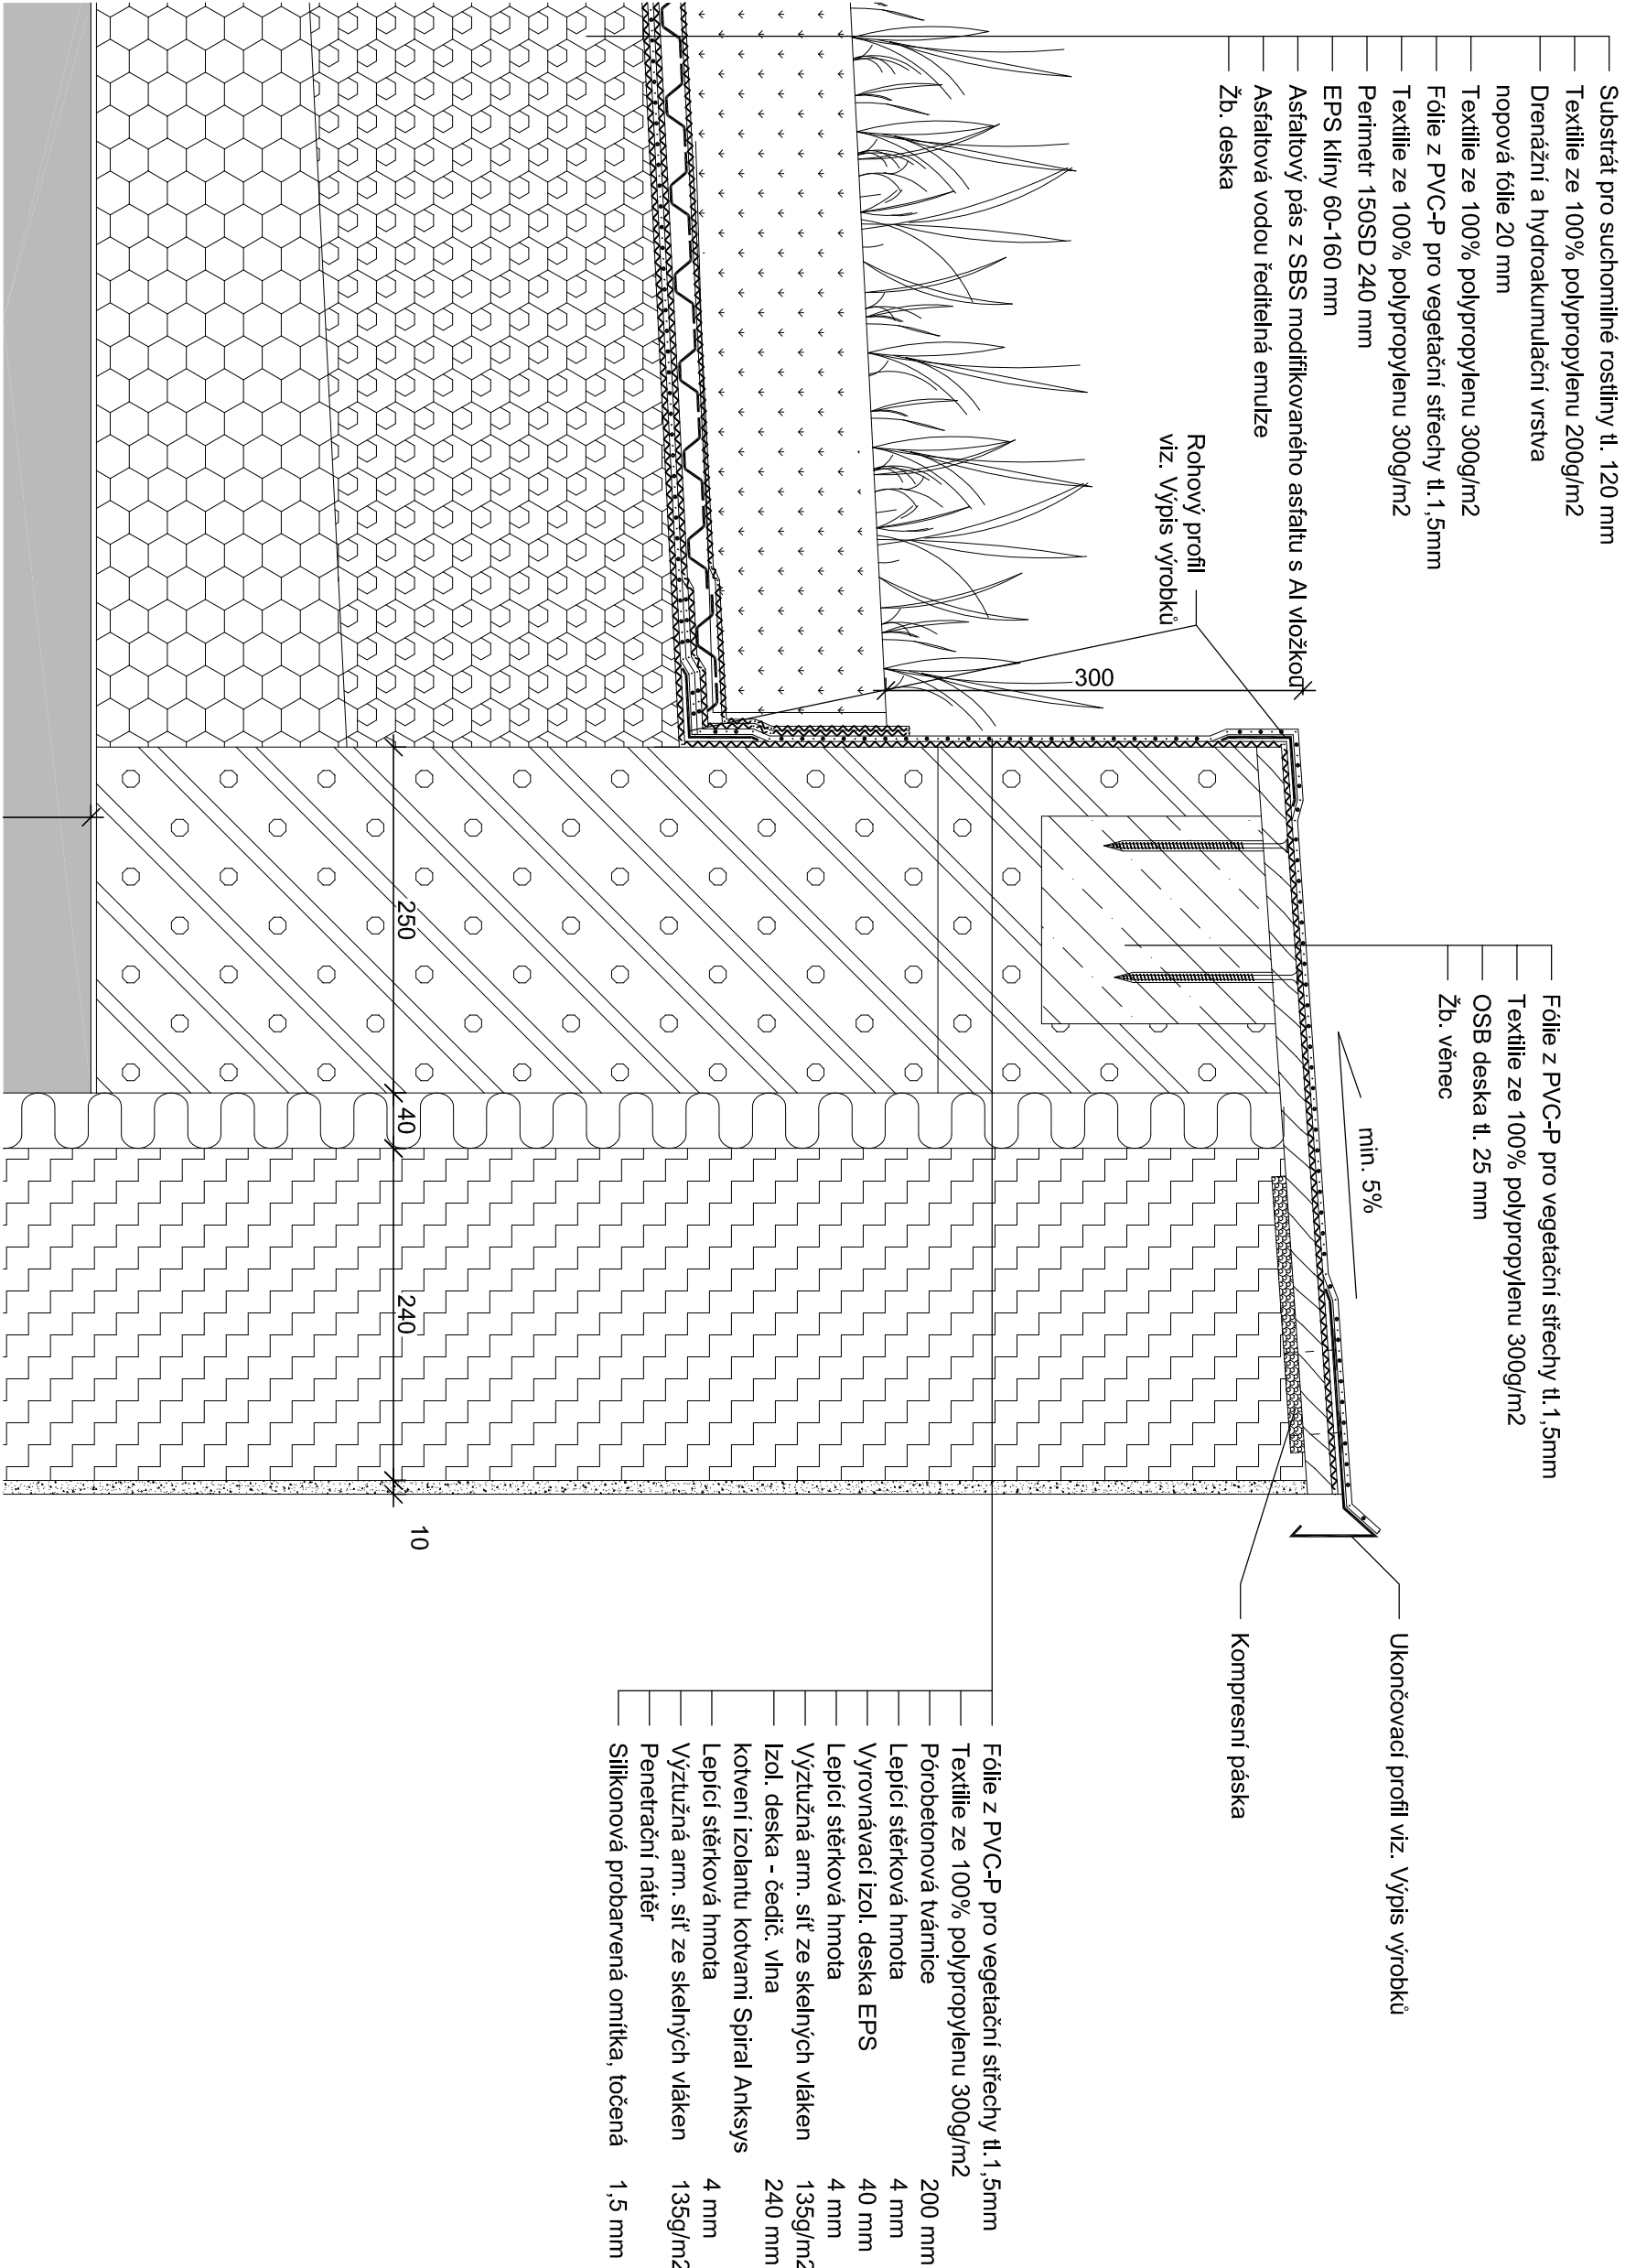 Substrát pro suchomilné rostliny tl. 120 mm
Textilie ze 100% polypropylenu 200g/m2
Drenážní a hydroakumulační vrstva
nopová fólie 20 mm
Textilie ze 100% polypropylenu 300g/m2
Fólie z PVC-P pro vegetační střechy tl.1,5mm
Textilie ze 100% polypropylenu 300g/m2
Perimetr 150SD 240 mm
EPS klíny 60-160 mm
Asfaltový pás z SBS modifikovaného asfaltu s Al vložkou
Asfaltová vodou ředitelná emulze
Žb. deska
Rohový profil
viz. Výpis výrobků
300
Fólie z PVC-P pro vegetační střechy tl.1,5mm
Textilie ze 100% polypropylenu 300g/m2
OSB deska tl. 25 mm
Žb. věnec
min. 5%
Ukončovací profil viz. Výpis výrobků
Kompresní páska
250
40
240
10
Fólie z PVC-P pro vegetační střechy tl.1,5mm
Textilie ze 100% polypropylenu 300g/m2
Pórobetonová tvárnice 200 mm
Lepící stěrková hmota 4 mm
Vyrovnávací izol. deska EPS 40 mm
Lepící stěrková hmota 4 mm
Výztužná arm. síť ze skelných vláken 135g/m2
Izol. deska - čedič. vlna 240 mm
kotvení izolantu kotvami Spiral Anksys
Lepící stěrková hmota 4 mm
Výztužná arm. síť ze skelných vláken 135g/m2
Penetrační nátěr
Silikonová probarvená omítka, točená 1,5 mm